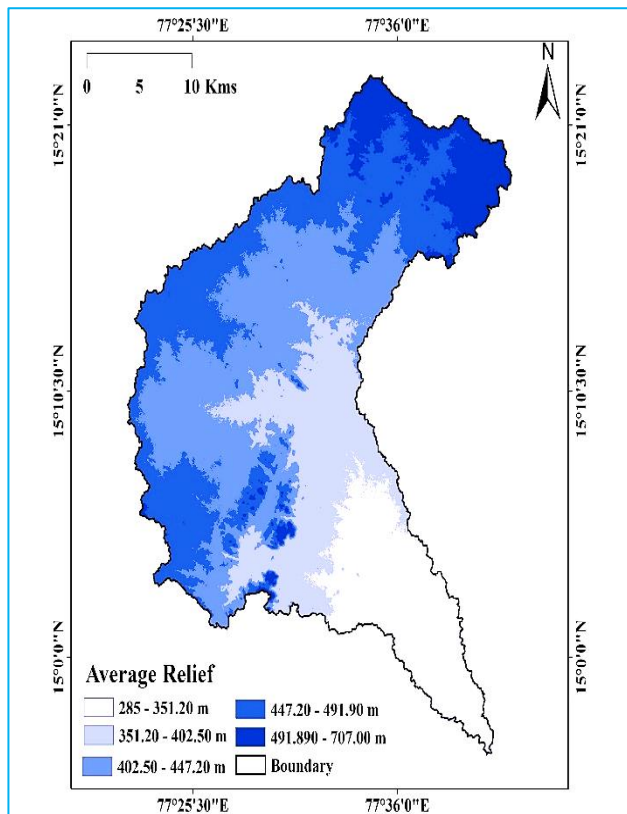 77°25'30"E 77°36'0"E
0 5 10 Kms
N
15°21'0"N 15°21'0"N
15°10'30"N 15°10'30"N
15°0'0"N 15°0'0"N
Average Relief
285 - 351.20 m 447.20 - 491.90 m
351.20 - 402.50 m 491.890 - 707.00 m
402.50 - 447.20 m Boundary
77°25'30"E 77°36'0"E